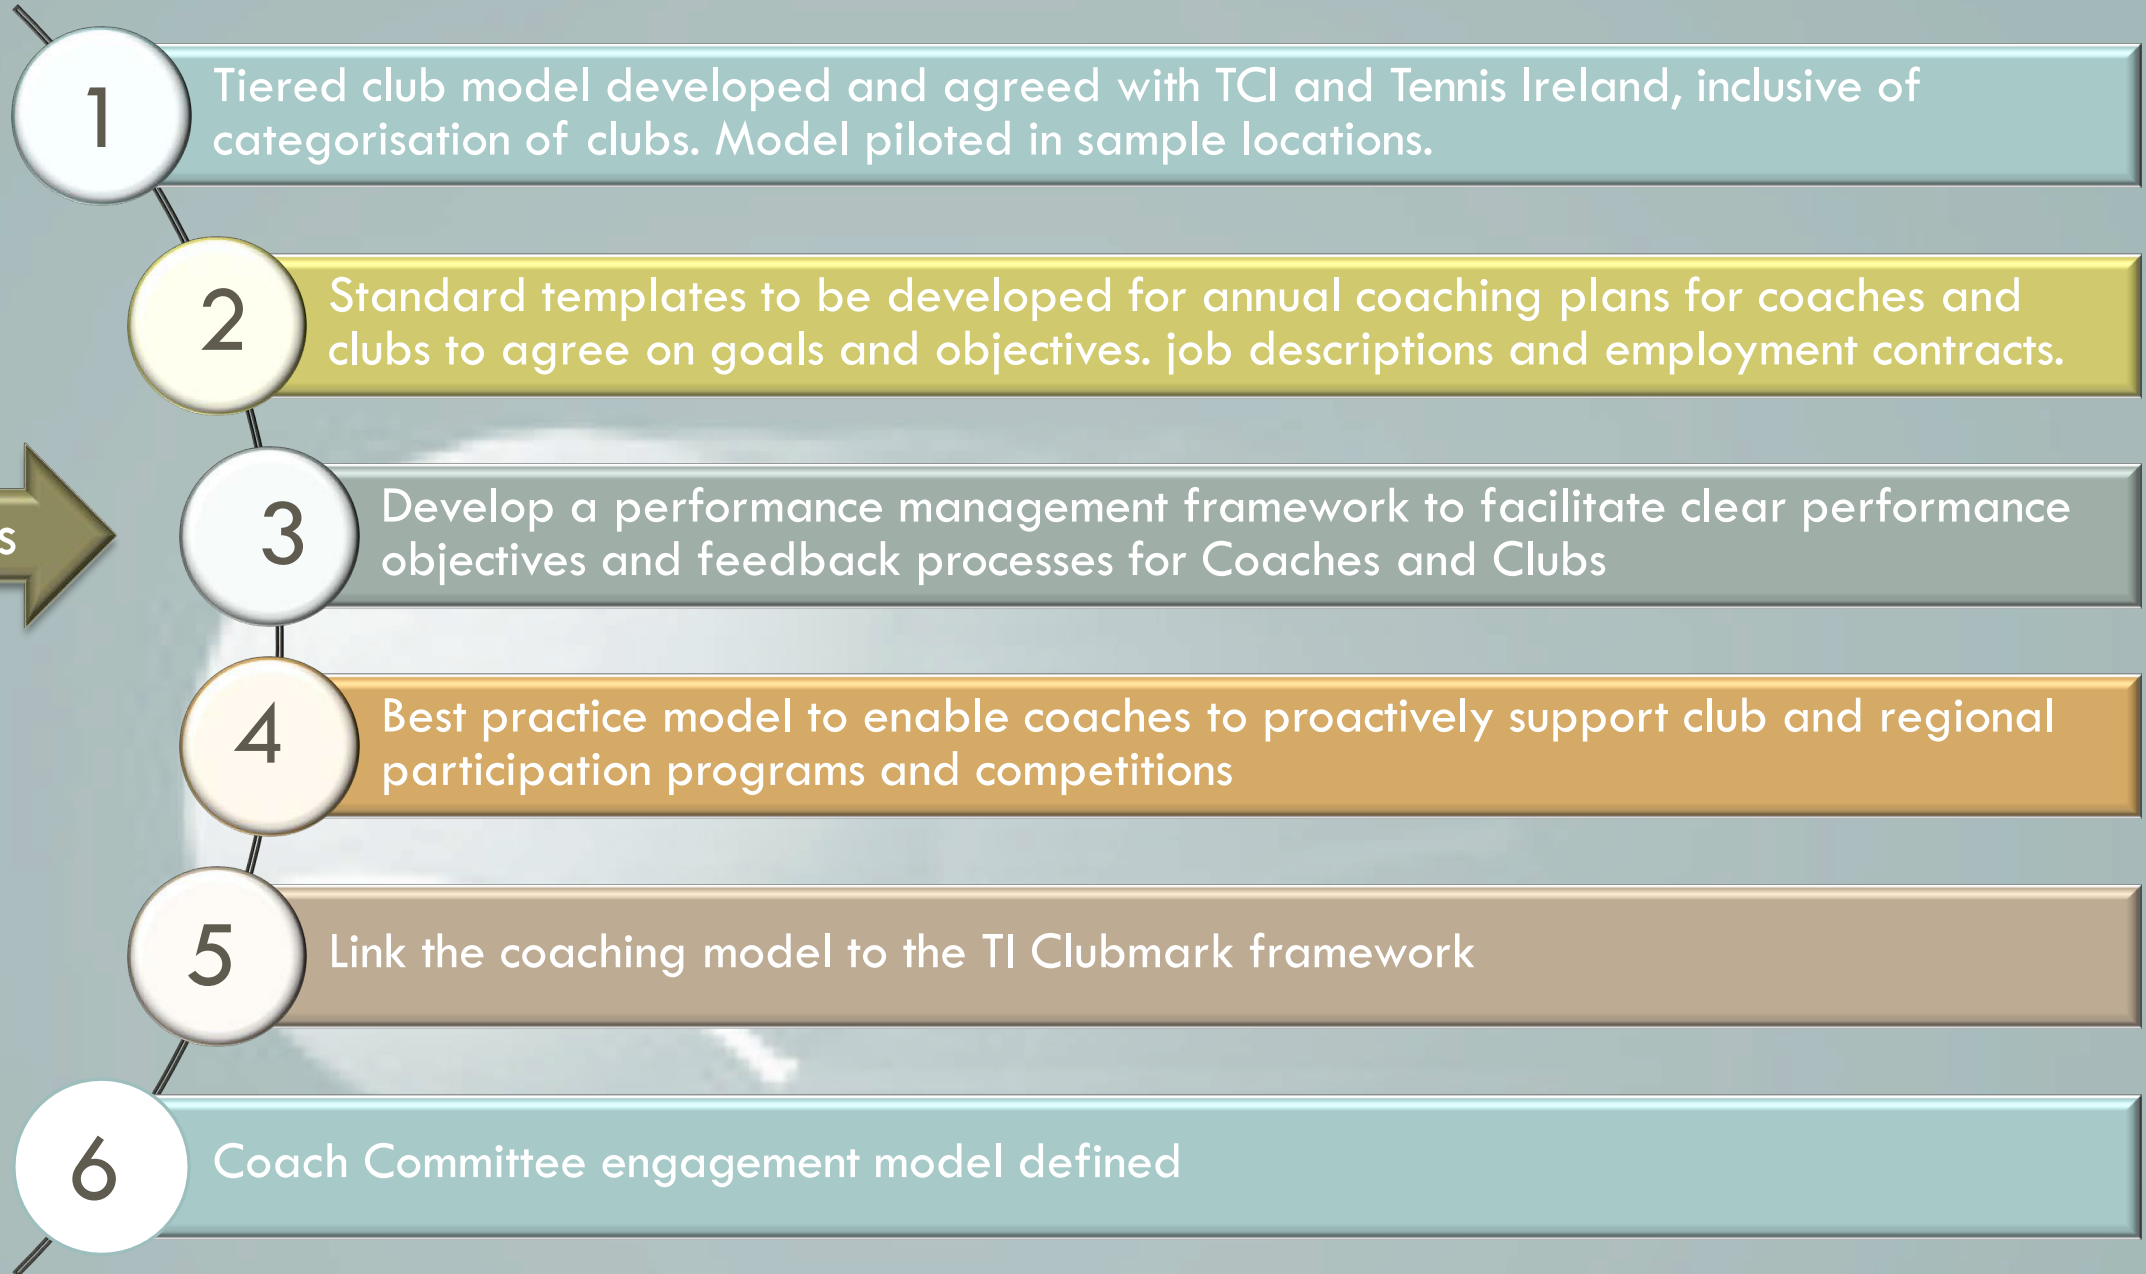 1
Tiered club model developed and agreed with TCI and Tennis Ireland, inclusive of
categorisation of clubs. Model piloted in sample locations.
2
Standard templates to be developed for annual coaching plans for coaches and
clubs to agree on goals and objectives. job descriptions and employment contracts.
s
3
Develop a performance management framework to facilitate clear performance
objectives and feedback processes for Coaches and Clubs
4
Best practice model to enable coaches to proactively support club and regional
participation programs and competitions
5
Link the coaching model to the TI Clubmark framework
6
Coach Committee engagement model defined